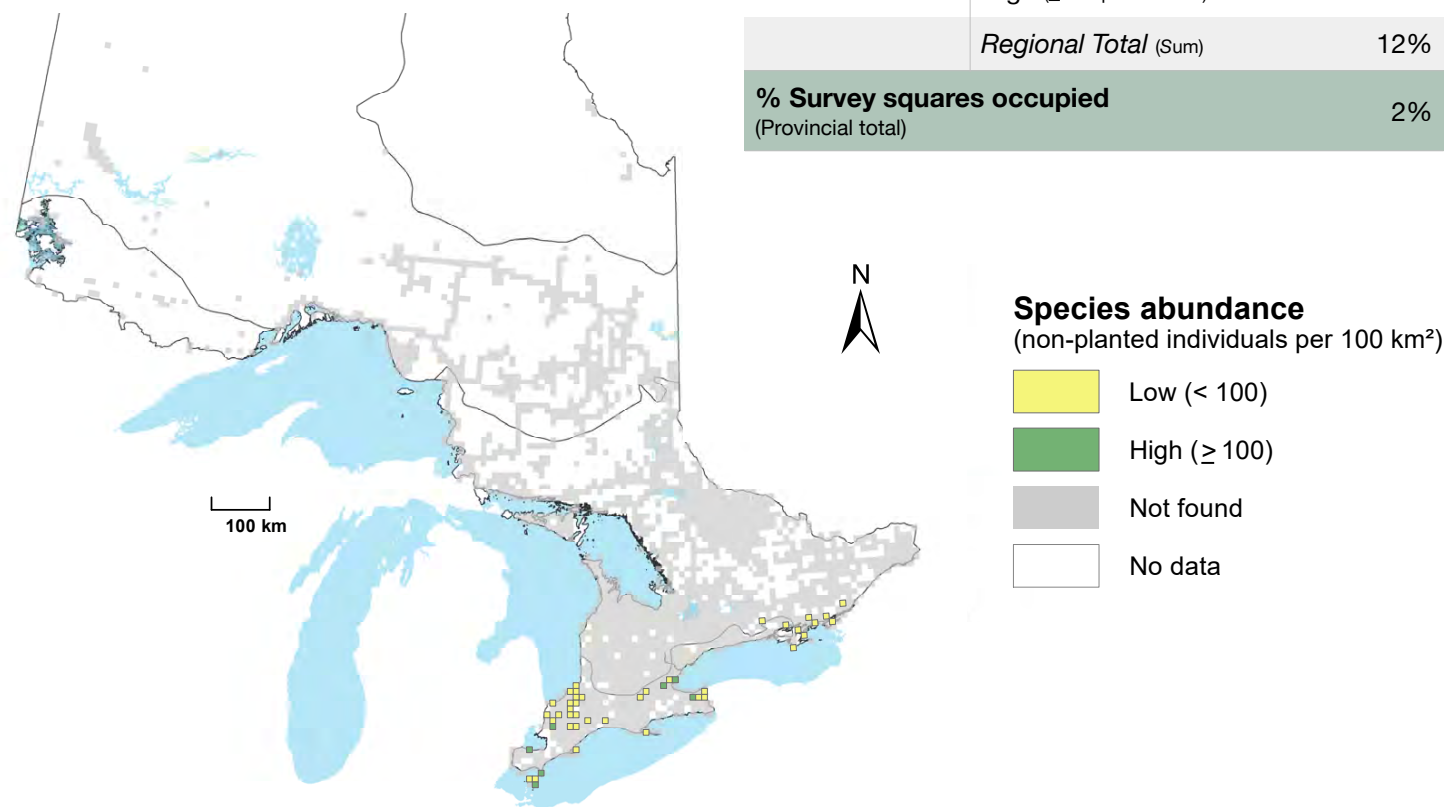 Regional Total (Sum) 12%
% Survey squares occupied 2%
(Provincial total)
N
Species abundance
(non-planted individuals per 100 km²)
Low (< 100)
High (≥ 100)
Not found
No data
100 km